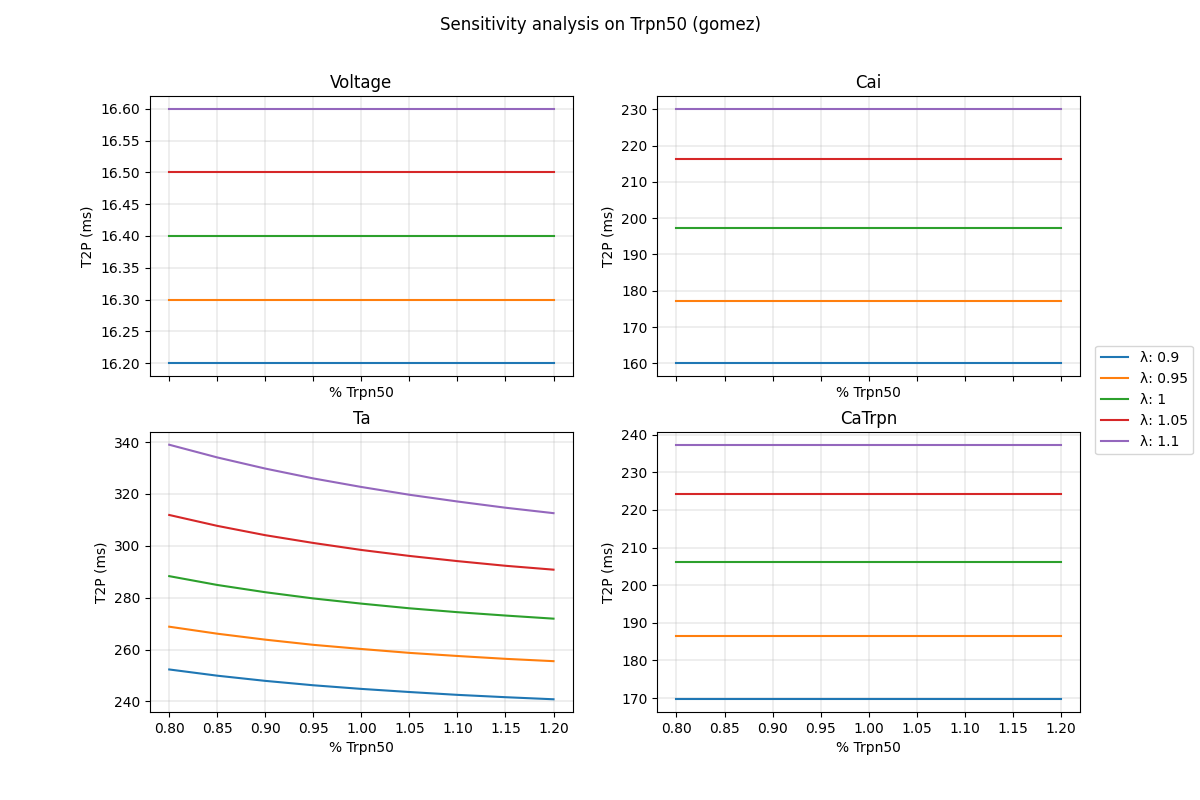 Sensitivity analysis on Trpn50 (gomez)
Voltage
16.60
16.55
16.50
16.45
16.40
16.35
16.30
16.25
16.20
T2P (ms)
% Trpn50
Cai
230
220
210
200
190
180
170
160
T2P (ms)
% Trpn50
λ: 0.9
λ: 0.95
λ: 1
λ: 1.05
λ: 1.1
Ta
340
320
300
280
260
240
T2P (ms)
0.80 0.85 0.90 0.95 1.00 1.05 1.10 1.15 1.20
% Trpn50
CaTrpn
240
230
220
210
200
190
180
170
T2P (ms)
0.80 0.85 0.90 0.95 1.00 1.05 1.10 1.15 1.20
% Trpn50